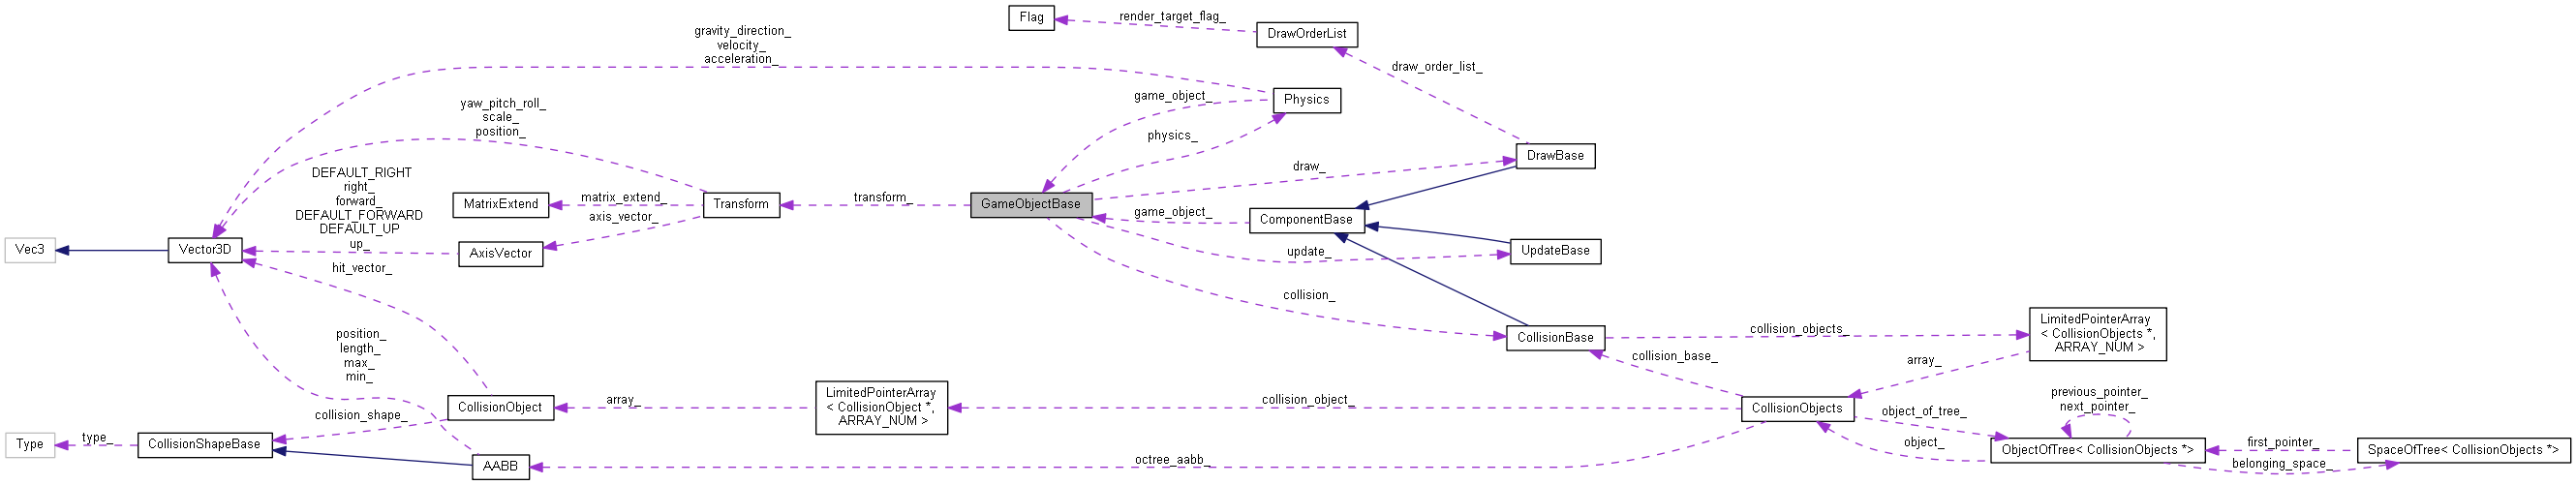 Flag
render_target_flag_
DrawOrderList
gravity_direction_
velocity_
acceleration_
draw_order_list_
yaw_pitch_roll_
scale_
position_
game_object_
Physics
physics_
DrawBase
draw_
DEFAULT_RIGHT
right_
forward_
DEFAULT_FORWARD
DEFAULT_UP
up_
MatrixExtend
matrix_extend_
axis_vector_
Transform
transform_
GameObjectBase
game_object_
ComponentBase
Vec3
Vector3D
AxisVector
update_
UpdateBase
hit_vector_
collision_
position_
length_
max_
min_
CollisionBase
collision_objects_
LimitedPointerArray
< CollisionObjects *,
ARRAY_NUM >
collision_base_
array_
CollisionObject
array_
LimitedPointerArray
< CollisionObject *,
ARRAY_NUM >
collision_object_
CollisionObjects
previous_pointer_
next_pointer_
collision_shape_
object_of_tree_
Type
type_
CollisionShapeBase
AABB
octree_aabb_
object_
ObjectOfTree< CollisionObjects *>
first_pointer_
belonging_space_
SpaceOfTree< CollisionObjects *>